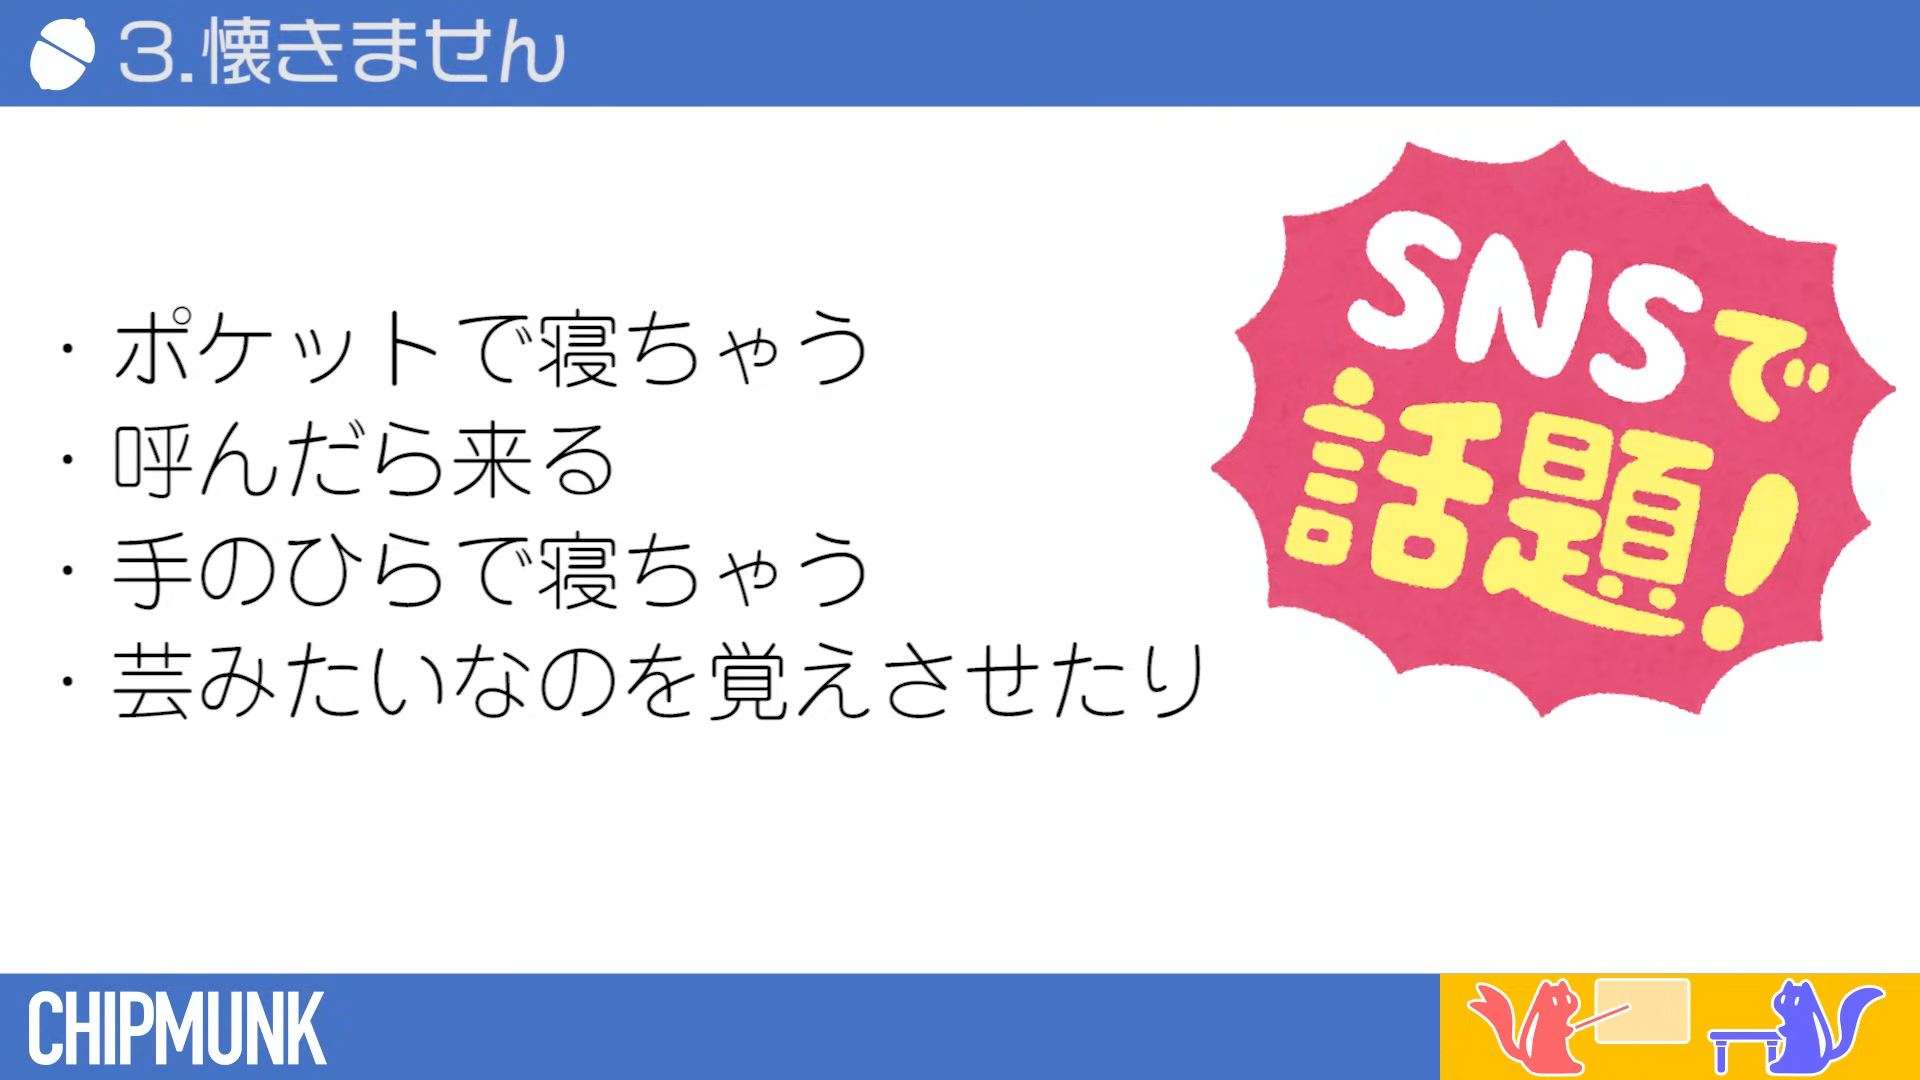 3.懐きません
・ポケットで寝ちゃう
・呼んだら来る
・手のひらで寝ちゃう
・芸みたいなのを覚えさせたり
SNSで
話題!
CHIPMUNK